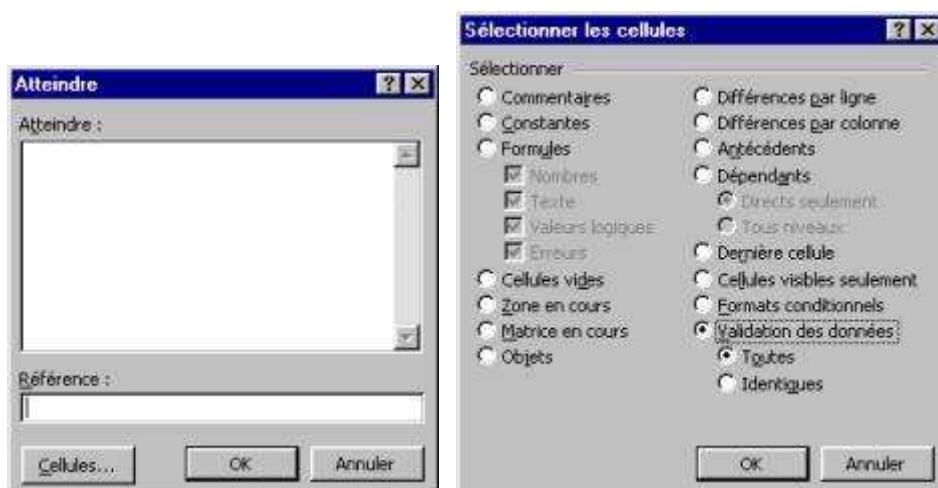 Atteindre
Atteindre :
Référence :
Cellules...
OK
Annuler
Sélectionner les cellules
Sélectionner
Commentaires
Constantes
Formules
Nombres
Texte
Valeurs logiques
Erreurs
Cellules vides
Zone en cours
Matrice en cours
Objets
Différences par ligne
Différences par colonne
Antécédents
Dépendants
Directs seulement
Tous niveaux
Dernière cellule
Cellules visibles seulement
Formats conditionnels
Validation des données
Toutes
Identiques
OK
Annuler